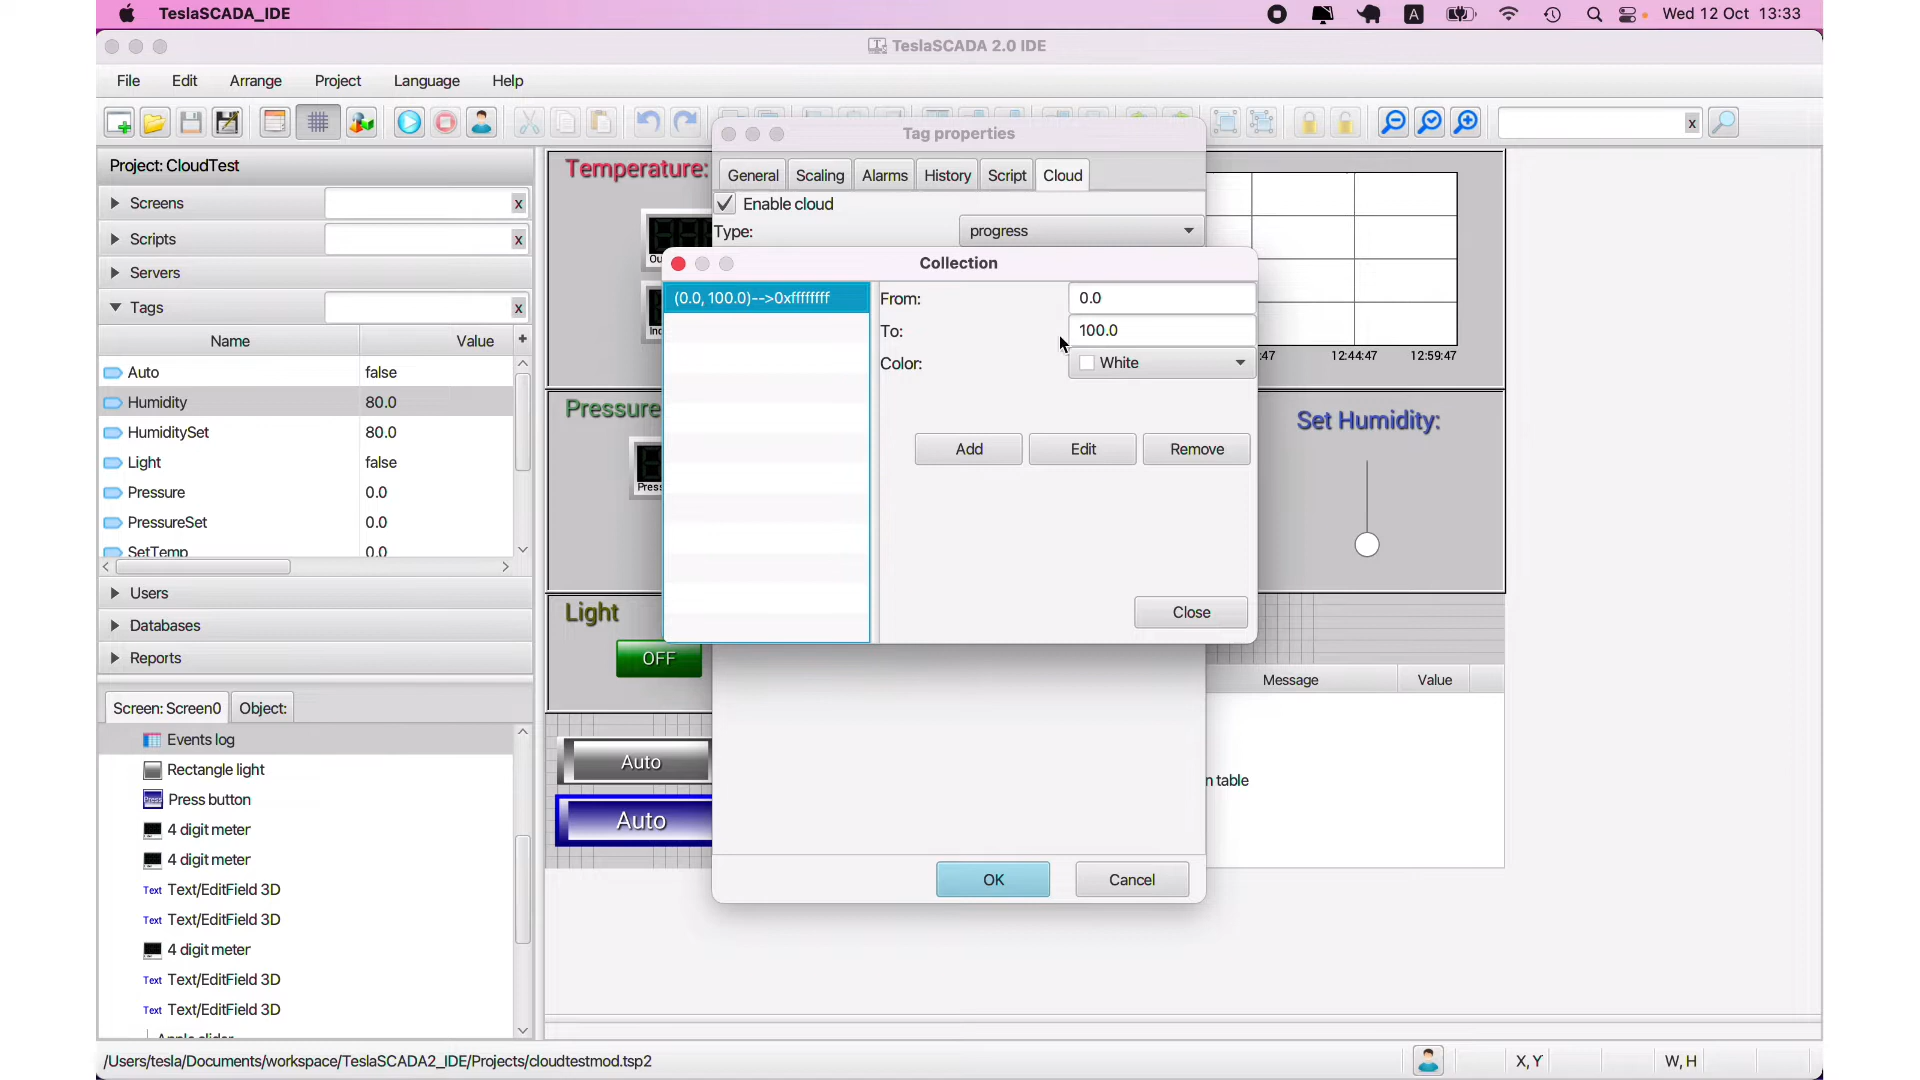 TeslaSCADA_IDE
A
Wed 12 Oct 13:33
TeslaSCADA 2.0 IDE
File Edit Arrange Project Language Help
x
Project: CloudTest
Screens x
Scripts x
Servers
Tags x
Name Value +
Auto false
Humidity 80.0
HumiditySet 80.0
Light false
Pressure 0.0
PressureSet 0.0
SetTemp 0.0
Users
Databases
Reports
Screen: Screen0 Object:
Events log
Rectangle light
Press button
4 digit meter
4 digit meter
Text Text/EditField 3D
Text Text/EditField 3D
4 digit meter
Text Text/EditField 3D
Text Text/EditField 3D
Apple slider
Temperature:
Pressure
Light
OFF
Auto
Auto
Tag properties
General Scaling Alarms History Script Cloud
Enable cloud
Type: progress
Collection
(0.0, 100.0)-->0xffffffff
From: 0.0
To: 100.0
Color: White
Add Edit Remove
Close
OK Cancel
:47 12:44:47 12:59:47
Set Humidity:
Message Value
n table
/Users/tesla/Documents/workspace/TeslaSCADA2_IDE/Projects/cloudtestmod.tsp2
X,Y W,H